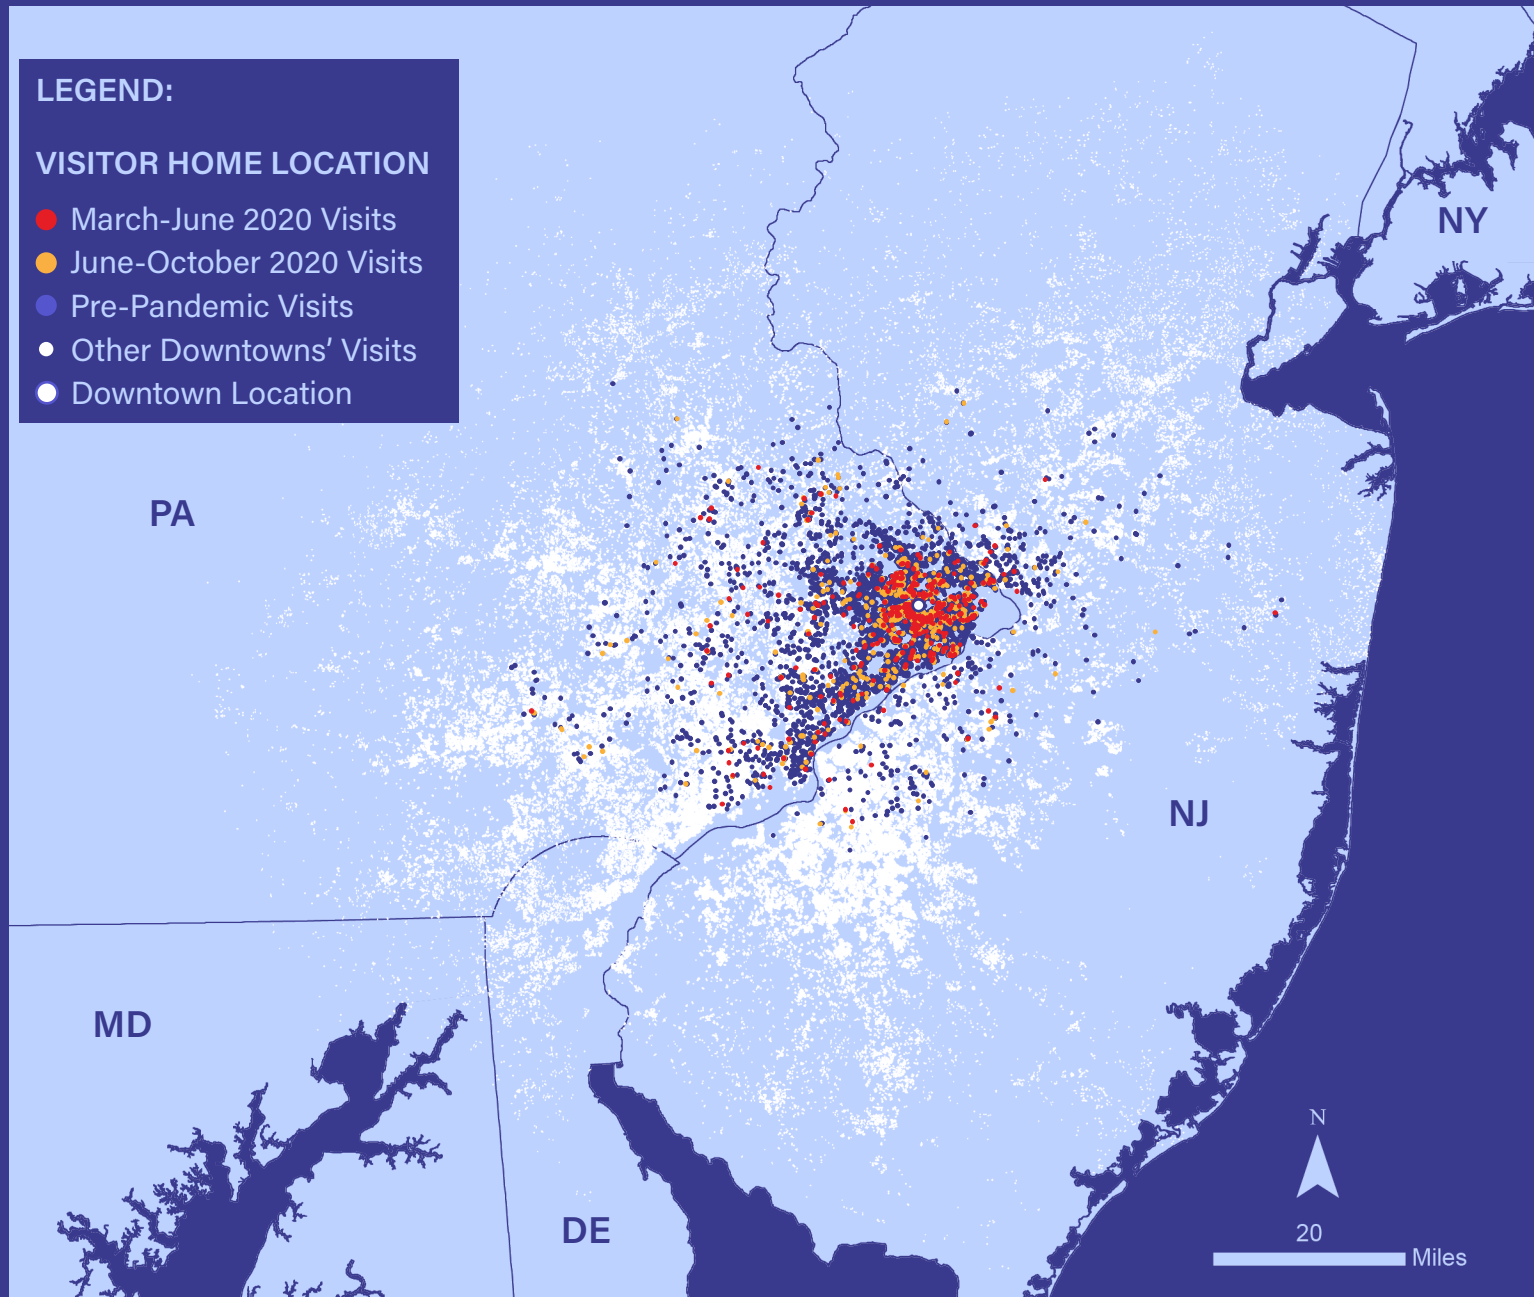 LEGEND:
VISITOR HOME LOCATION
March-June 2020 Visits
June-October 2020 Visits
Pre-Pandemic Visits
Other Downtowns' Visits
Downtown Location
NY
PA
NJ
MD
DE
N
20
Miles